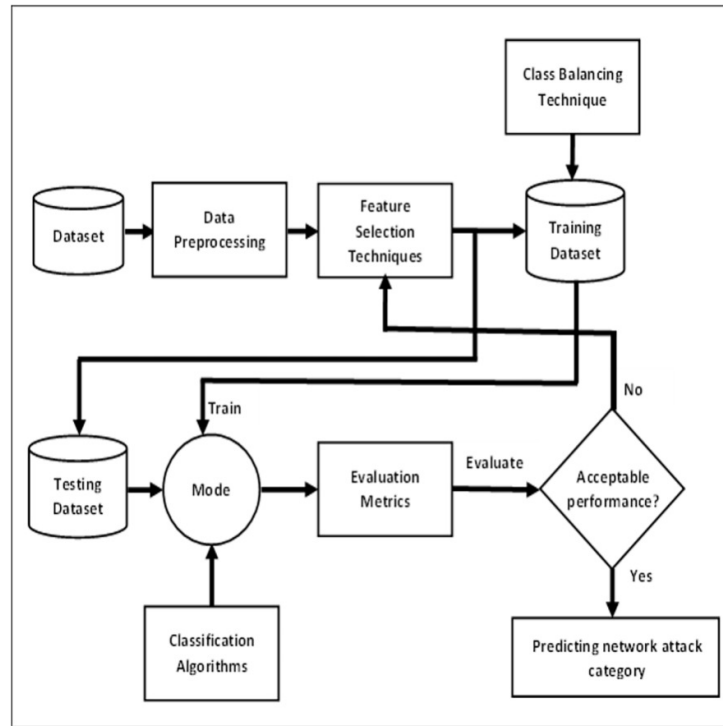 Class Balancing
Technique
Dataset
Data
Preprocessing
Feature
Selection
Techniques
Training
Dataset
No
Train
Testing
Dataset
Mode
Evaluation
Metrics
Evaluate
Acceptable
performance?
Yes
Classification
Algorithms
Predicting network attack
category